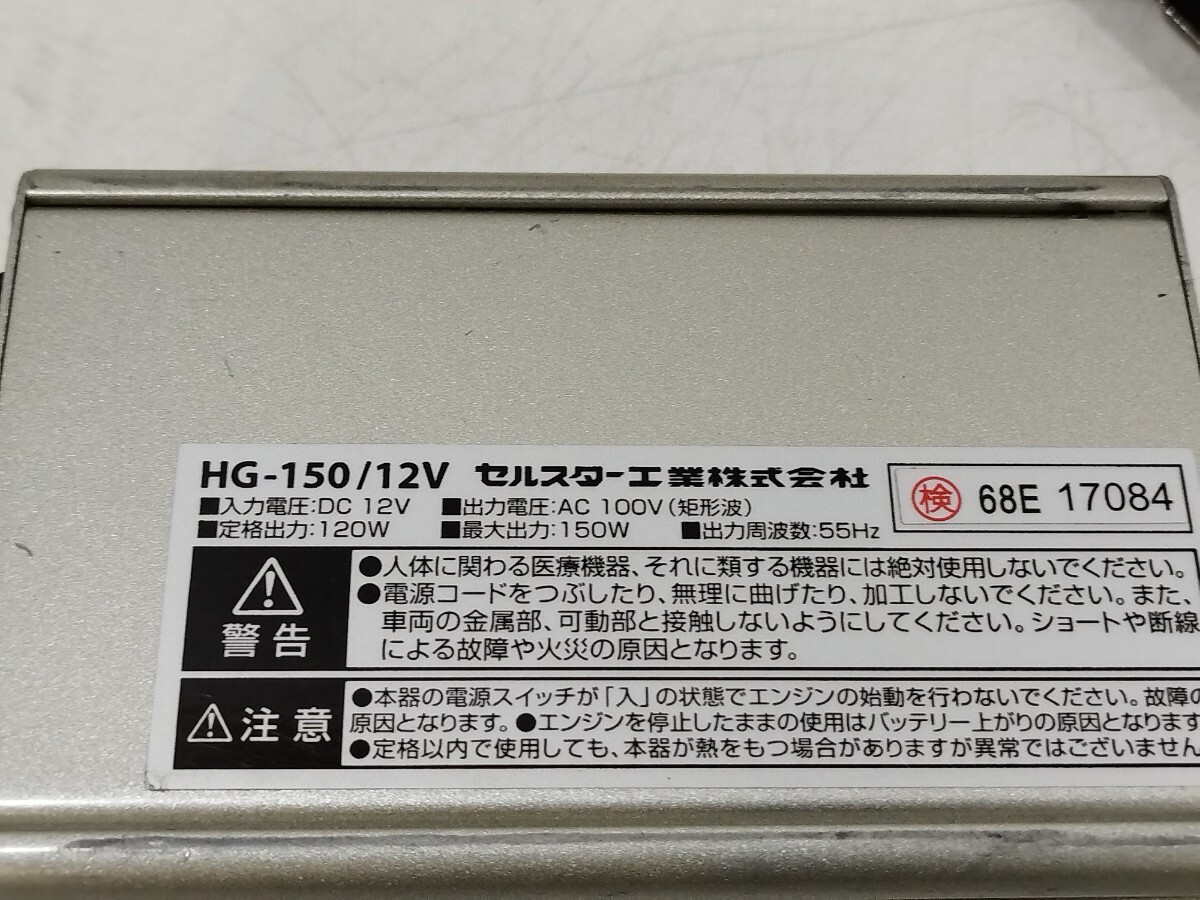 HG-150/12V セルスター工業株式会社
検 68E 17084
■入力電圧:DC 12V ■出力電圧:AC 100V(矩形波)
■定格出力:120W ■最大出力:150W ■出力周波数:55Hz
警告
●人体に関わる医療機器、それに類する機器には絶対使用しないでください。
●電源コードをつぶしたり、無理に曲げたり、加工しないでください。また、
車両の金属部、可動部と接触しないようにしてください。ショートや断線
による故障や火災の原因となります。
注意
●本器の電源スイッチが「入」の状態でエンジンの始動を行わないでください。故障の
原因となります。●エンジンを停止したままの使用はバッテリー上がりの原因となります
●定格以内で使用しても、本器が熱をもつ場合がありますが異常ではございません